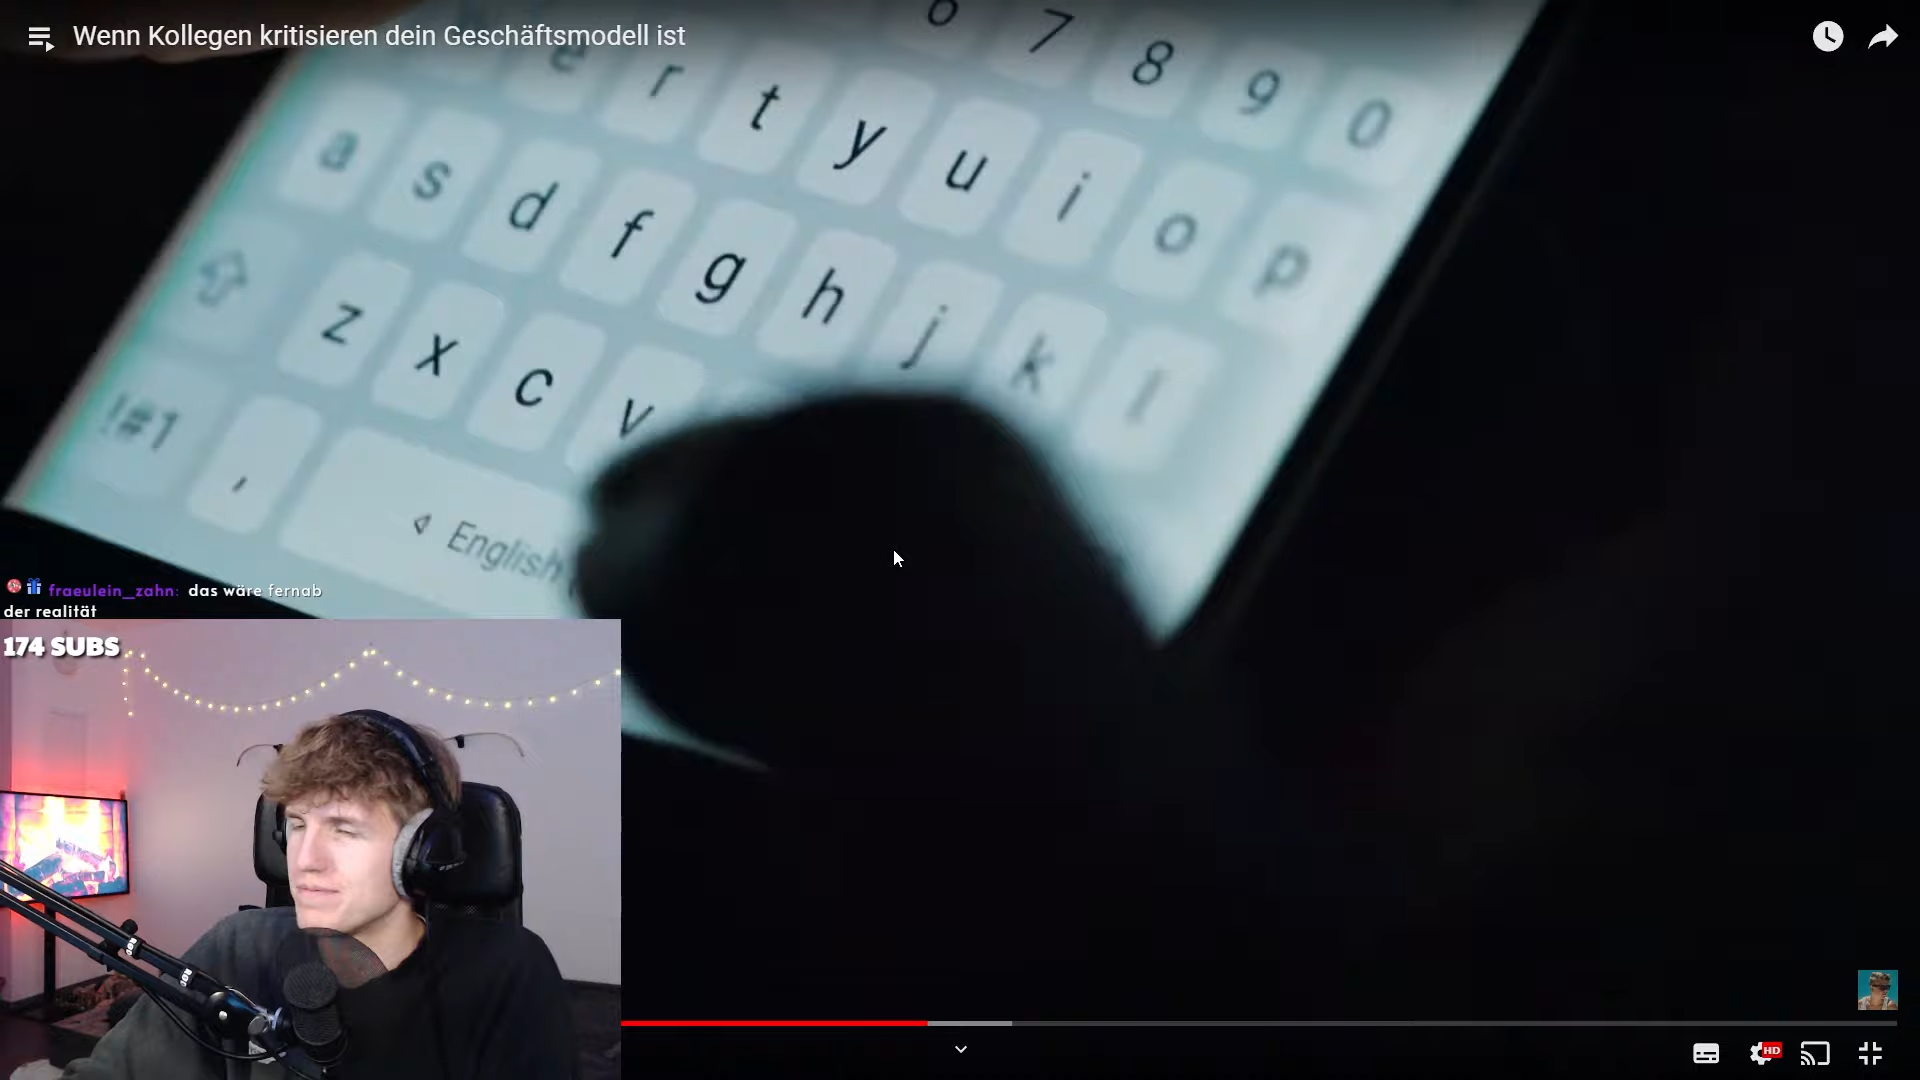 Wenn Kollegen kritisieren dein Geschäftsmodell ist
6 7 8 9 0
e r t y u i o p
a s d f g h j k l
z x c v
!#1 , English
fraeulein_zahn: das wäre fernab
der realität
174 SUBS
HD